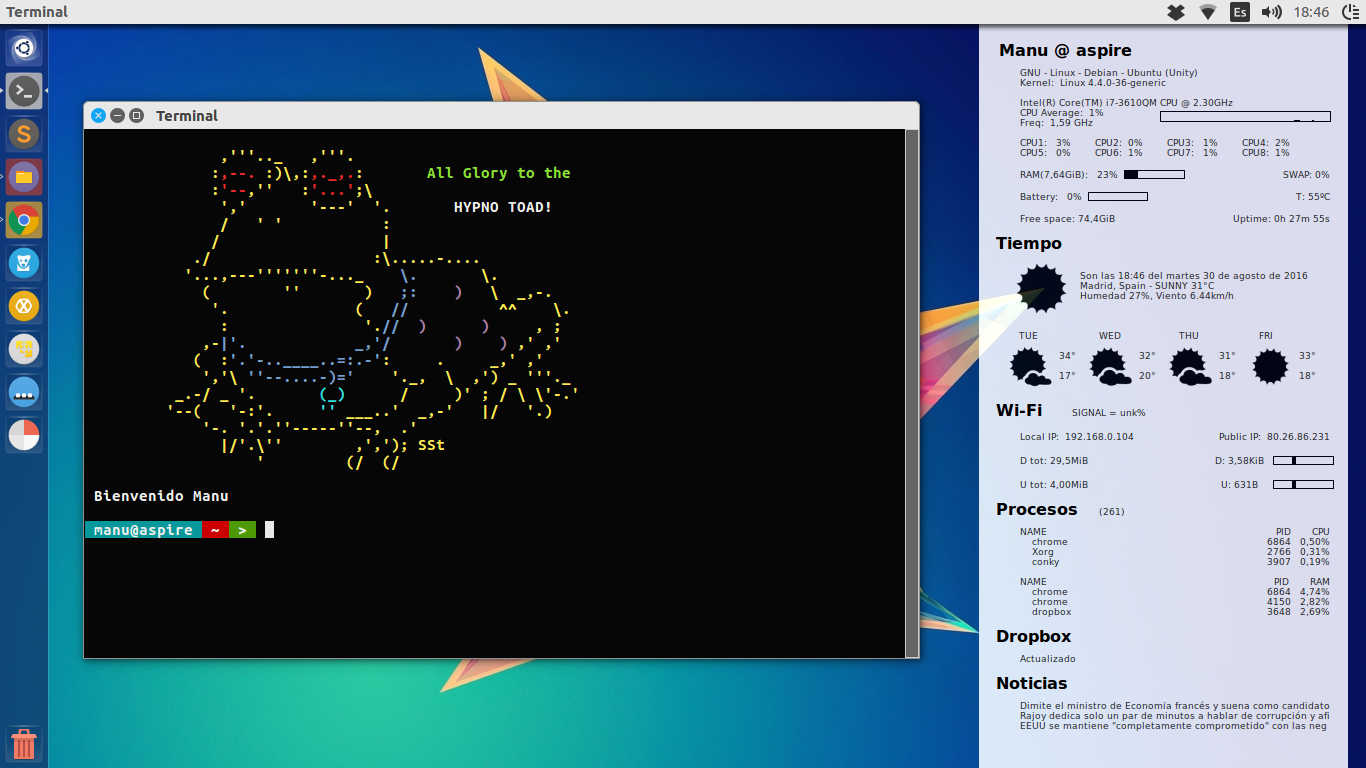 Terminal
Es
18:46
Terminal
All Glory to the
HYPNO TOAD!
SSt
Bienvenido Manu
manu@aspire ~ >
Manu @ aspire
GNU - Linux - Debian - Ubuntu (Unity)
Kernel: Linux 4.4.0-36-generic
Intel(R) Core(TM) i7-3610QM CPU @ 2.30GHz
CPU Average: 1%
Freq: 1,59 GHz
CPU1: 3% CPU2: 0% CPU3: 1% CPU4: 2%
CPU5: 0% CPU6: 1% CPU7: 1% CPU8: 1%
RAM(7,64GiB): 23% SWAP: 0%
Battery: 0% T: 55ºC
Free space: 74,4GiB Uptime: 0h 27m 55s
Tiempo
Son las 18:46 del martes 30 de agosto de 2016
Madrid, Spain - SUNNY 31°C
Humedad 27%, Viento 6.44km/h
TUE WED THU FRI
34° 32° 31° 33°
17° 20° 18° 18°
Wi-Fi SIGNAL = unk%
Local IP: 192.168.0.104 Public IP: 80.26.86.231
D tot: 29,5MiB D: 3,58KiB
U tot: 4,00MiB U: 631B
Procesos (261)
NAME PID CPU
chrome 6864 0,50%
Xorg 2766 0,31%
conky 3907 0,19%
NAME PID RAM
chrome 6864 4,74%
chrome 4150 2,82%
dropbox 3648 2,69%
Dropbox
Actualizado
Noticias
Dimite el ministro de Economía francés y suena como candidato
Rajoy dedica solo un par de minutos a hablar de corrupción y afi
EEUU se mantiene "completamente comprometido" con las neg